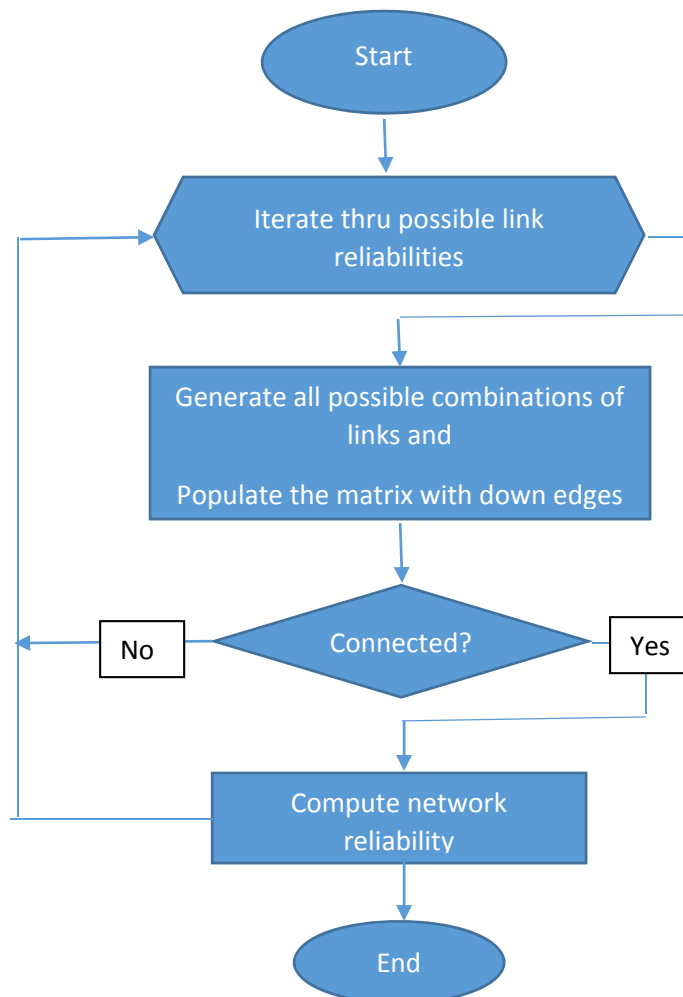 Start
Iterate thru possible link
reliabilities
Generate all possible combinations of
links and
Populate the matrix with down edges
Connected?
No
Yes
Compute network
reliability
End